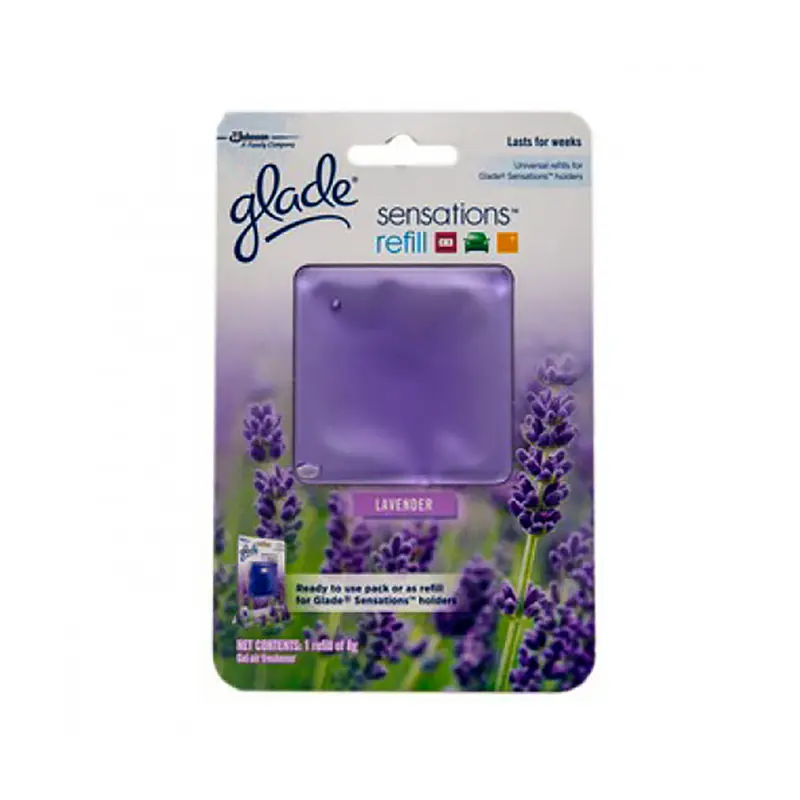 Johnson
A Family Company
glade®
Lasts for weeks
Universal refills for
Glade® Sensations™ holders
sensations™
refill
LAVENDER
glade
Ready to use pack or as refill
for Glade® Sensations™ holders
NET CONTENTS: 1 refill of 8g
Gel air freshener